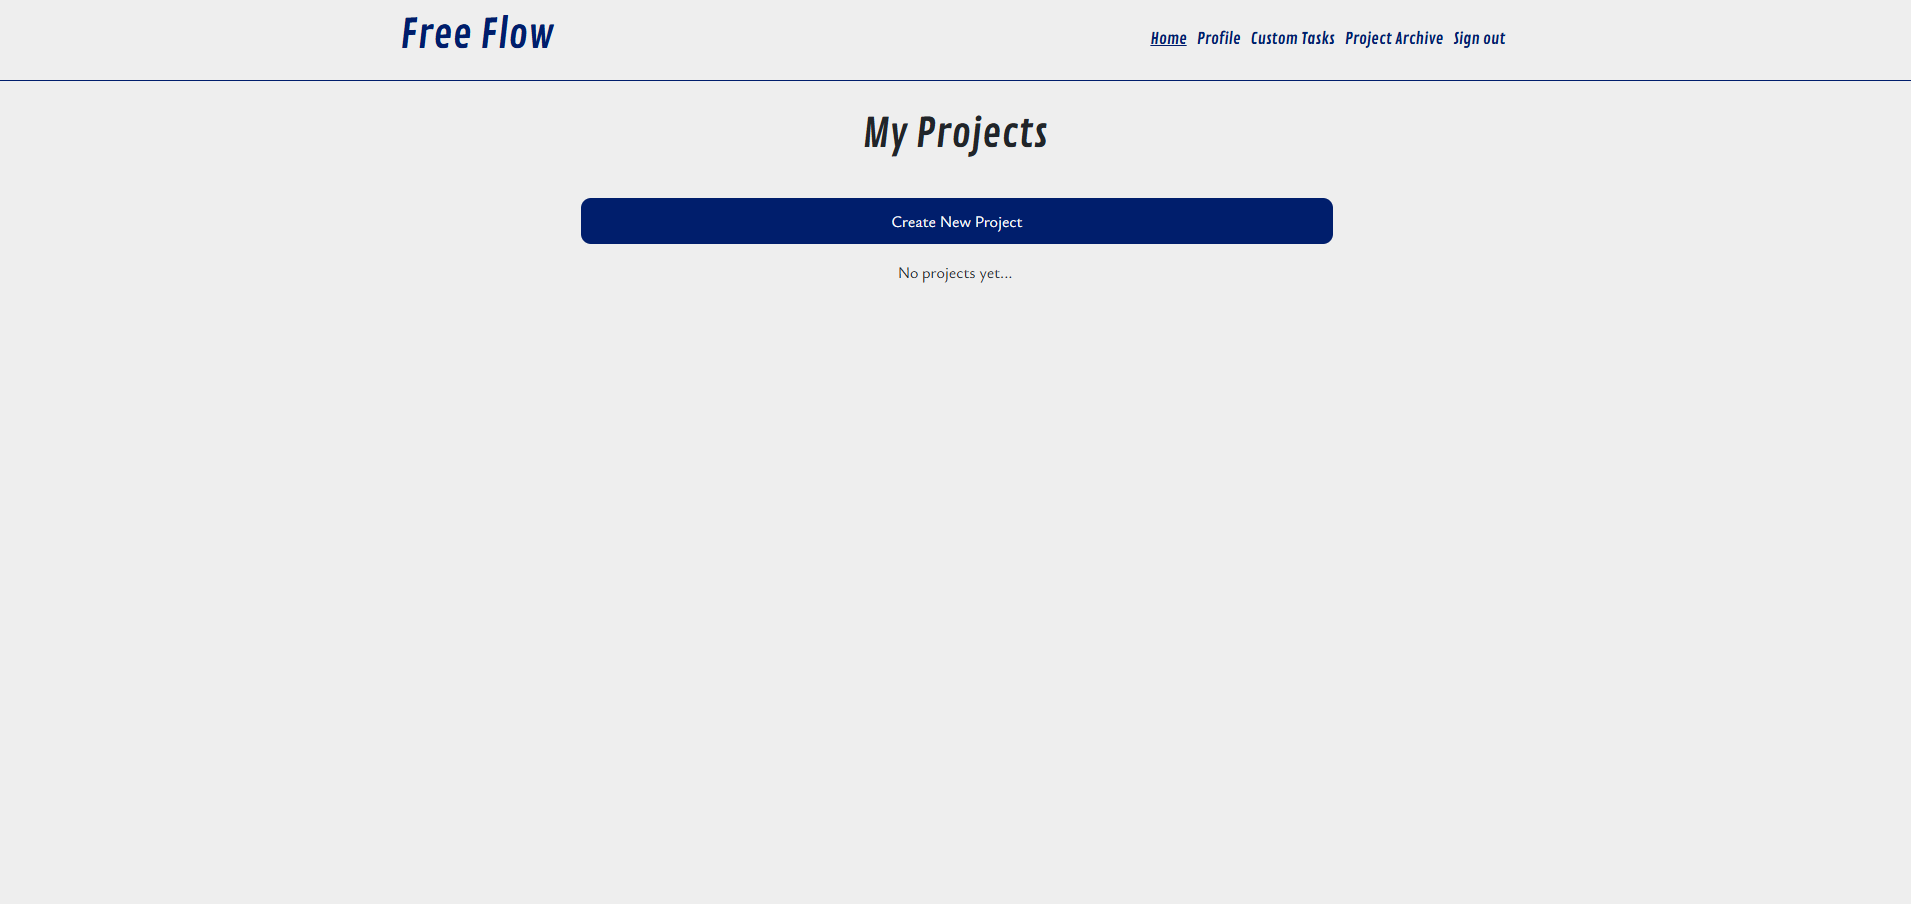 Free Flow
Home Profile Custom Tasks Project Archive Sign out
My Projects
Create New Project
No projects yet...